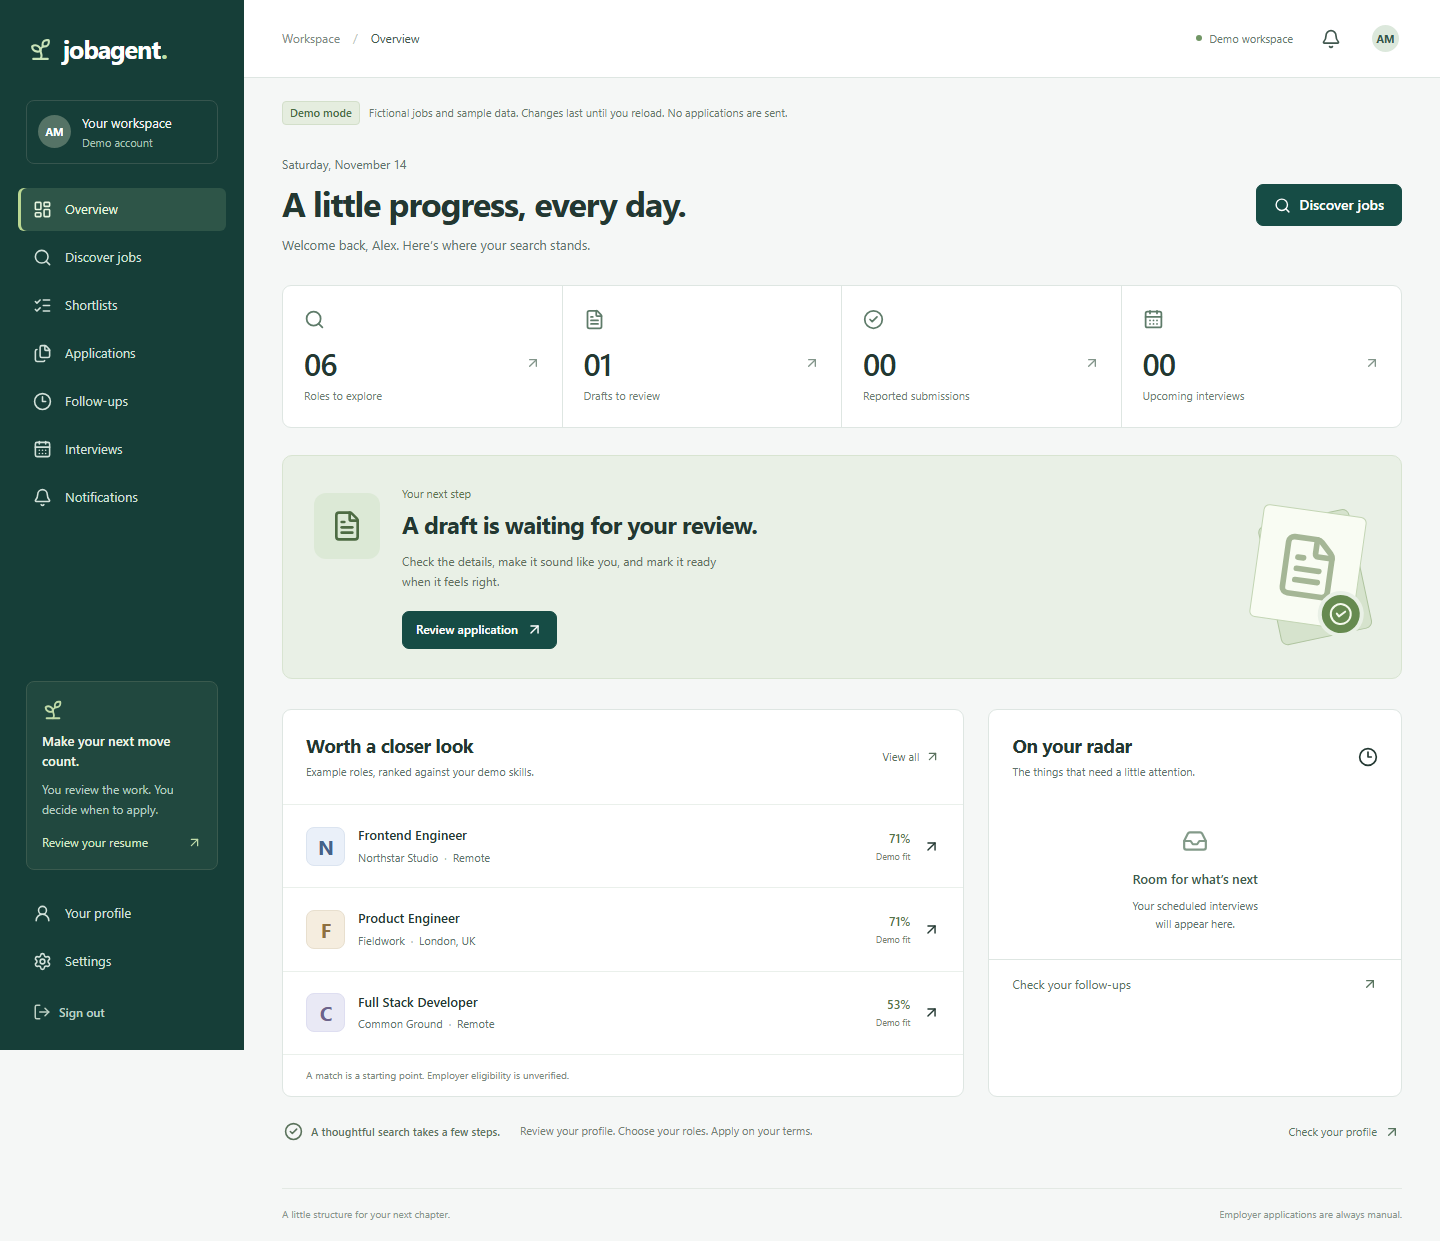 jobagent.
AM
Your workspace
Demo account
Overview
Discover jobs
Shortlists
Applications
Follow-ups
Interviews
Notifications
Make your next move
count.
You review the work. You
decide when to apply.
Review your resume
Your profile
Settings
Sign out
Workspace / Overview
Demo workspace
AM
Demo mode
Fictional jobs and sample data. Changes last until you reload. No applications are sent.
Saturday, November 14
A little progress, every day.
Welcome back, Alex. Here's where your search stands.
Discover jobs
06
Roles to explore
01
Drafts to review
00
Reported submissions
00
Upcoming interviews
Your next step
A draft is waiting for your review.
Check the details, make it sound like you, and mark it ready
when it feels right.
Review application
Worth a closer look
Example roles, ranked against your demo skills.
View all
N
Frontend Engineer
Northstar Studio · Remote
71%
Demo fit
F
Product Engineer
Fieldwork · London, UK
71%
Demo fit
C
Full Stack Developer
Common Ground · Remote
53%
Demo fit
A match is a starting point. Employer eligibility is unverified.
On your radar
The things that need a little attention.
Room for what's next
Your scheduled interviews
will appear here.
Check your follow-ups
A thoughtful search takes a few steps.
Review your profile. Choose your roles. Apply on your terms.
Check your profile
A little structure for your next chapter.
Employer applications are always manual.